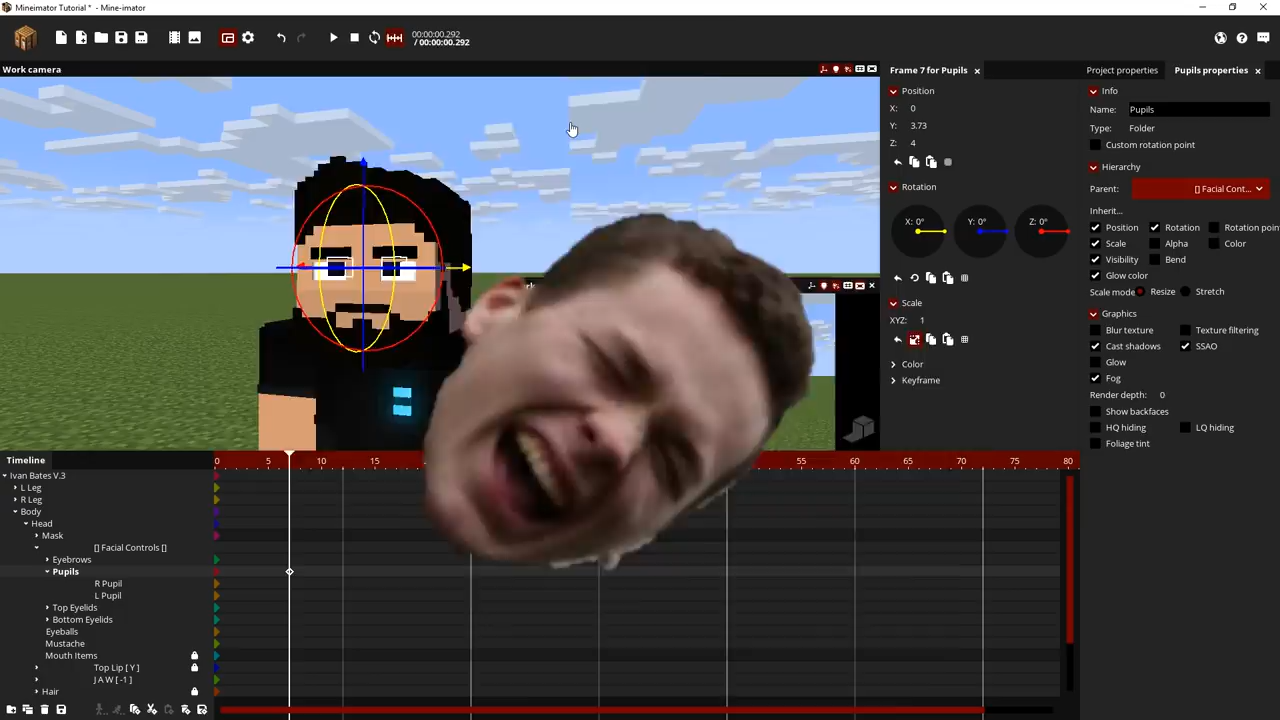 Mineimator Tutorial * - Mine-imator
00:00:00.292
/ 00:00:00.292
Work camera
Frame 7 for Pupils
Position
X: 0
Y: 3.73
Z: 4
Rotation
X: 0°
Y: 0°
Z: 0°
Scale
XYZ: 1
Color
Keyframe
Project properties
Pupils properties
Info
Name: Pupils
Type: Folder
Custom rotation point
Hierarchy
Parent: [] Facial Cont...
Inherit...
Position Rotation Rotation poin
Scale Alpha Color
Visibility Bend
Glow color
Scale mode Resize Stretch
Graphics
Blur texture Texture filtering
Cast shadows SSAO
Glow
Fog
Render depth: 0
Show backfaces
HQ hiding LQ hiding
Foliage tint
Timeline
0 5 10 15 55 60 65 70 75 80
Ivan Bates V.3
L Leg
R Leg
Body
Head
Mask
[] Facial Controls []
Eyebrows
Pupils
R Pupil
L Pupil
Top Eyelids
Bottom Eyelids
Eyeballs
Mustache
Mouth Items
Top Lip [ Y ]
J A W [ -1 ]
Hair